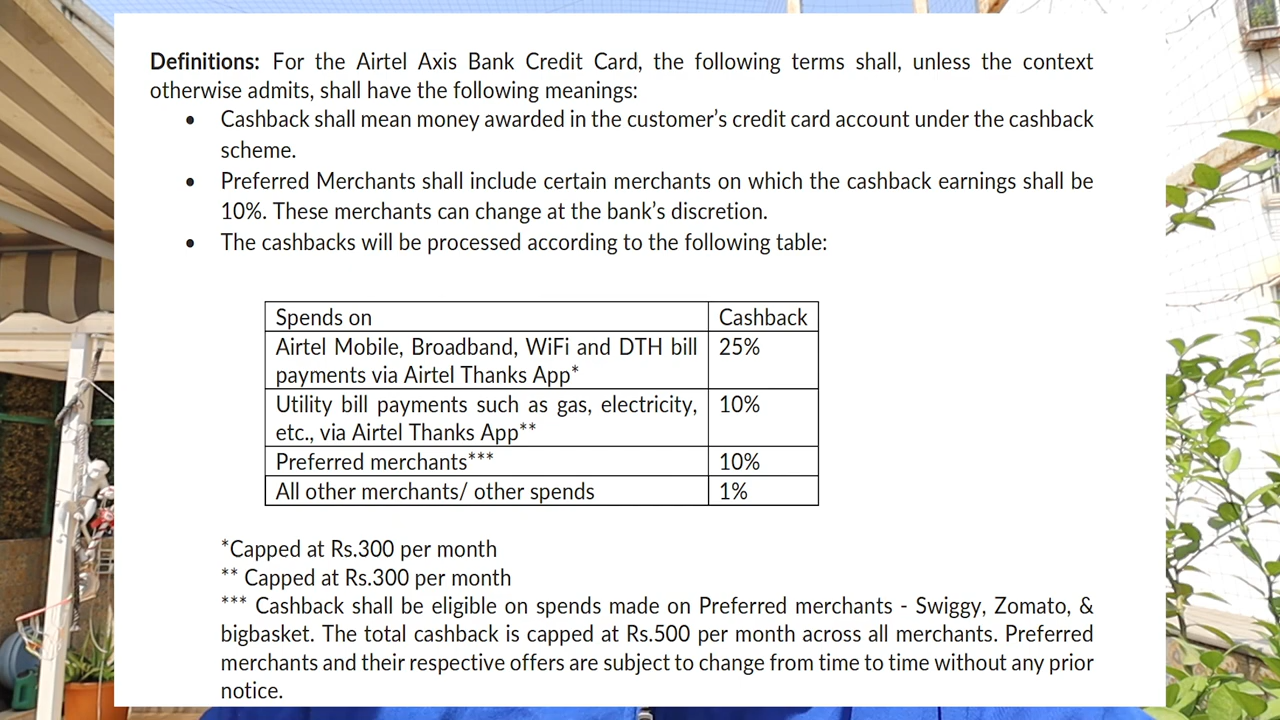 Definitions: For the Airtel Axis Bank Credit Card, the following terms shall, unless the context
otherwise admits, shall have the following meanings:
• Cashback shall mean money awarded in the customer’s credit card account under the cashback
scheme.
• Preferred Merchants shall include certain merchants on which the cashback earnings shall be
10%. These merchants can change at the bank’s discretion.
• The cashbacks will be processed according to the following table:
Spends on Cashback
Airtel Mobile, Broadband, WiFi and DTH bill 25%
payments via Airtel Thanks App*
Utility bill payments such as gas, electricity, 10%
etc., via Airtel Thanks App**
Preferred merchants*** 10%
All other merchants/ other spends 1%
*Capped at Rs.300 per month
** Capped at Rs.300 per month
*** Cashback shall be eligible on spends made on Preferred merchants - Swiggy, Zomato, &
bigbasket. The total cashback is capped at Rs.500 per month across all merchants. Preferred
merchants and their respective offers are subject to change from time to time without any prior
notice.